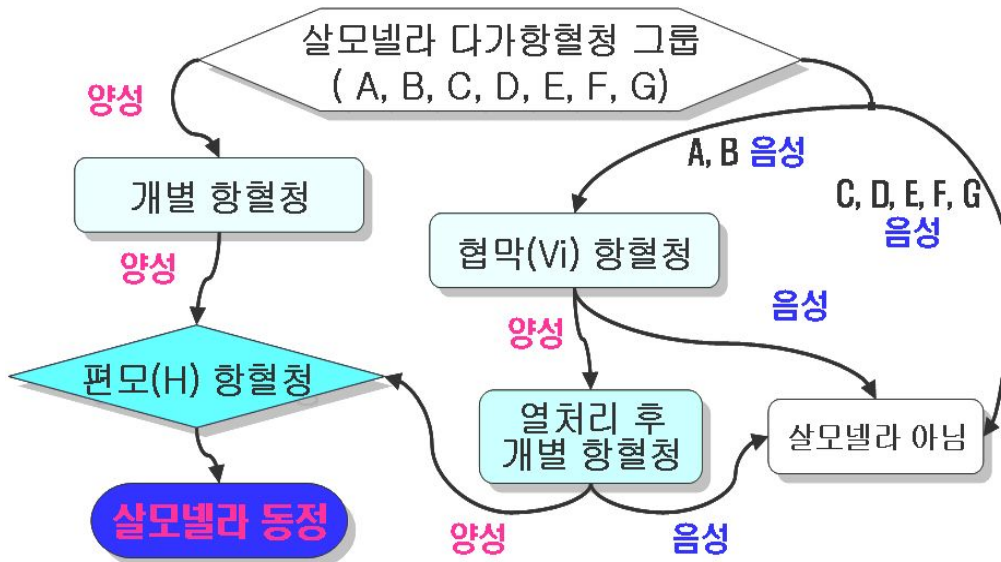 살모넬라 다가항혈청 그룹
( A, B, C, D, E, F, G)
양성
A, B 음성
개별 항혈청
C, D, E, F, G
음성
협막(Vi) 항혈청
양성
음성
양성
편모(H) 항혈청
열처리 후
개별 항혈청
살모넬라 아님
살모넬라 동정
양성
음성